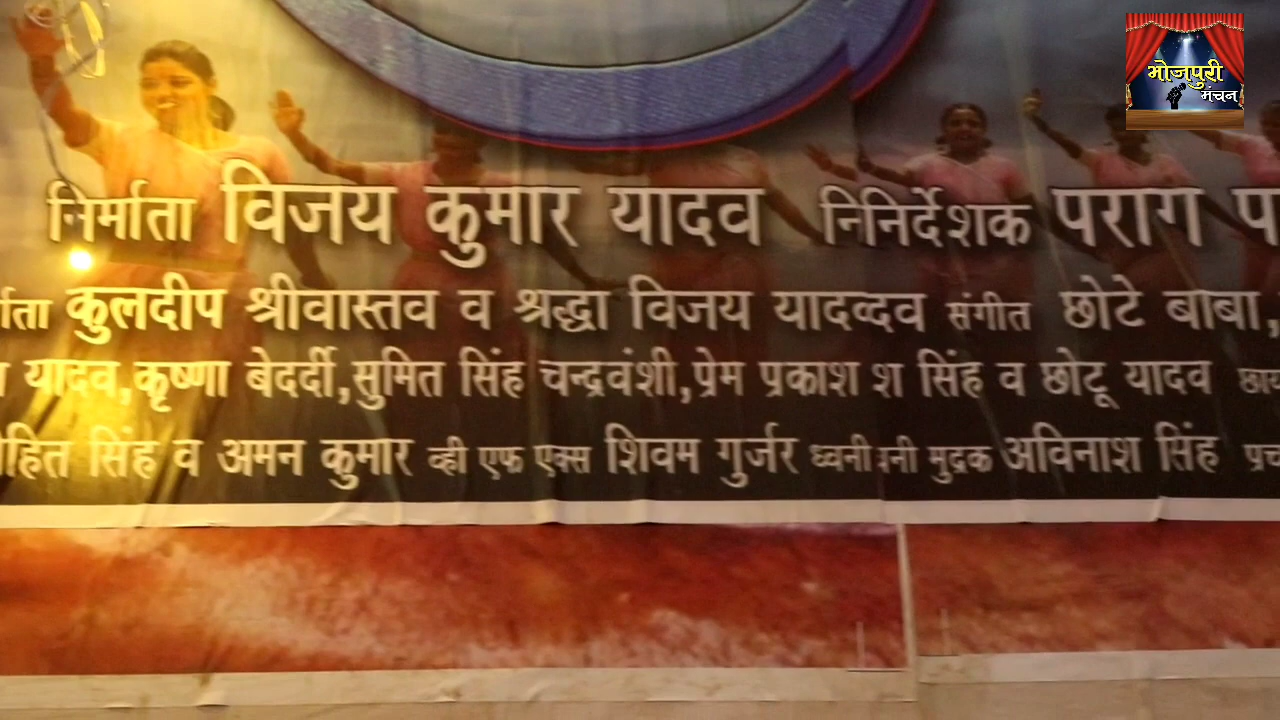 भोजपुरी
मंचन
निर्माता विजय कुमार यादव निनिर्देशक पराग
कुलदीप श्रीवास्तव व श्रद्धा विजय यादव्दव संगीत छोटे बाबा,
यादव,कृष्णा बेदर्दी,सुमित सिंह चन्द्रवंशी,प्रेम प्रकाश श सिंह व छोटू यादव
सिंह व अमन कुमार व्ही एफ एक्स शिवम गुर्जर ध्वनी नी मुद्रक अविनाश सिंह